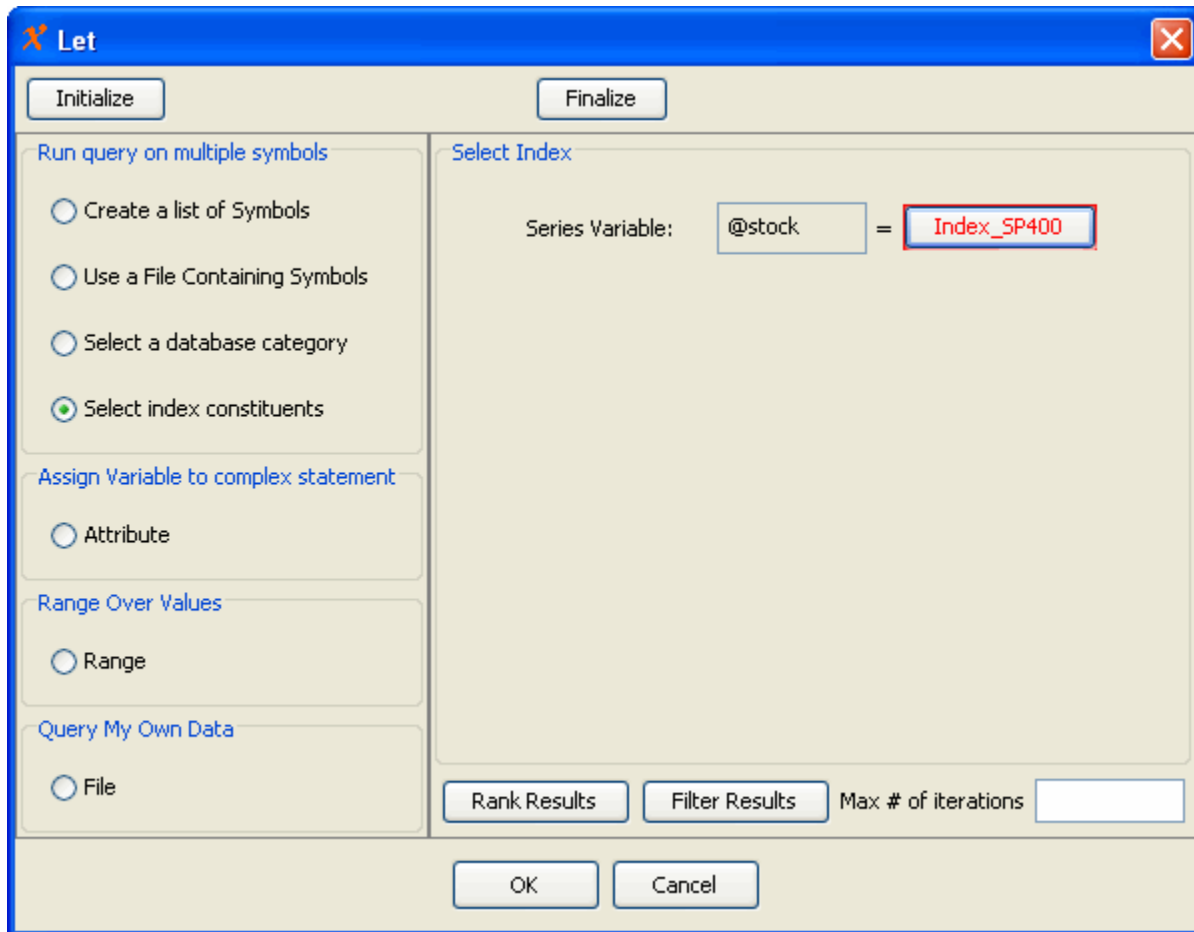 Let
Initialize
Finalize
Run query on multiple symbols
Create a list of Symbols
Use a File Containing Symbols
Select a database category
Select index constituents
Assign Variable to complex statement
Attribute
Range Over Values
Range
Query My Own Data
File
Select Index
Series Variable: @stock = Index_SP400
Rank Results Filter Results Max # of iterations
OK Cancel